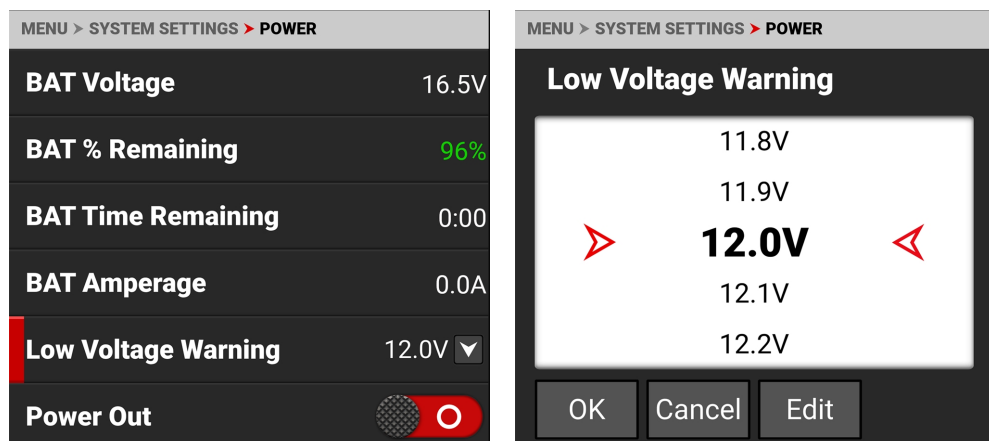 MENU > SYSTEM SETTINGS > POWER
BAT Voltage 16.5V
BAT % Remaining 96%
BAT Time Remaining 0:00
BAT Amperage 0.0A
Low Voltage Warning 12.0V
Power Out
MENU > SYSTEM SETTINGS > POWER
Low Voltage Warning
11.8V
11.9V
12.0V
12.1V
12.2V
OK Cancel Edit